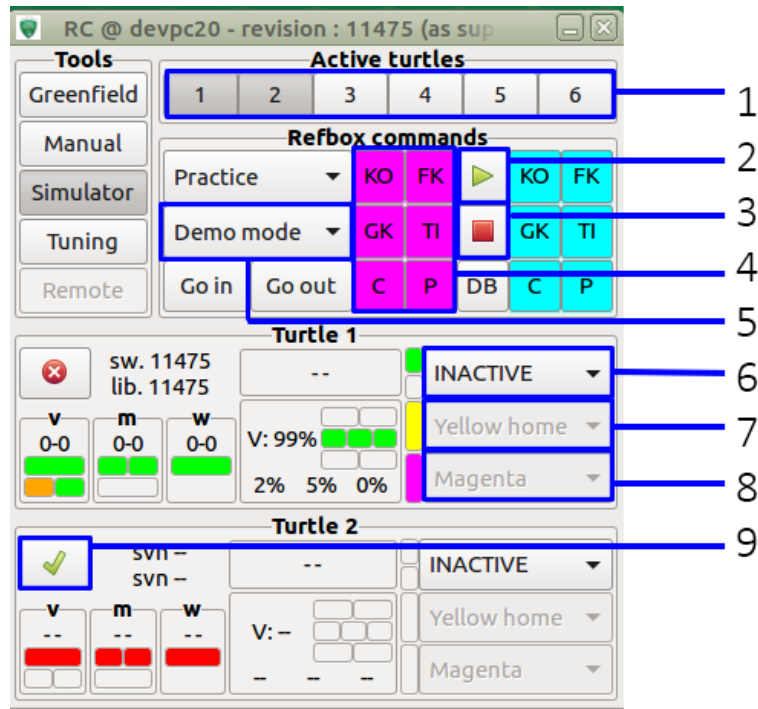 RC @ devpc20 - revision : 11475 (as sup
Tools
Greenfield
Manual
Simulator
Tuning
Remote
Active turtles
1 2 3 4 5 6
Refbox commands
Practice KO FK KO FK
Demo mode GK TI GK TI
Go in Go out C P DB C P
1
2
3
4
5
Turtle 1
sw. 11475
lib. 11475
--
INACTIVE
v m w
0-0 0-0 0-0
V: 99%
2% 5% 0%
Yellow home
Magenta
6
7
8
Turtle 2
svn --
svn --
--
INACTIVE
v m w
-- -- --
V: --
-- -- --
Yellow home
Magenta
9